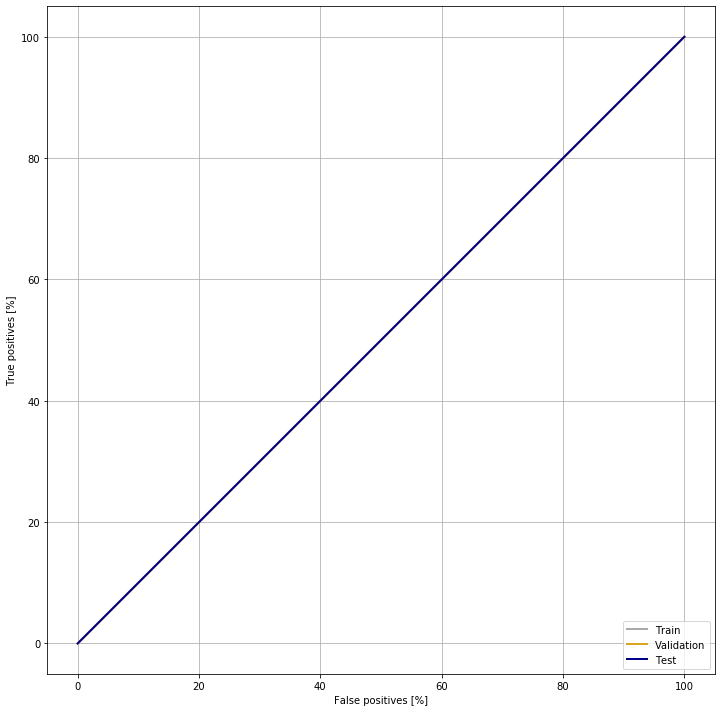 100
80
60
40
20
0
True positives [%]
Train
Validation
Test
0 20 40 60 80 100
False positives [%]